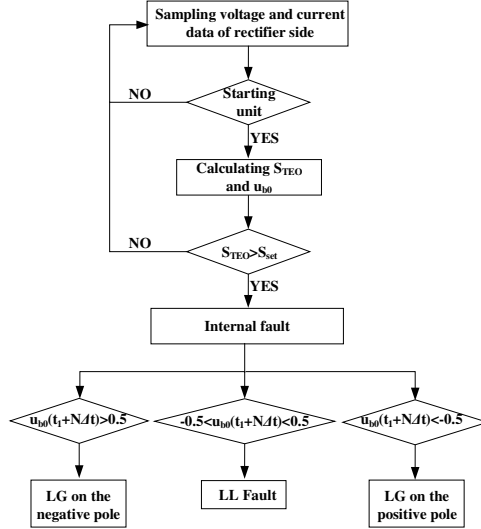 Sampling voltage and current
data of rectifier side
NO
Starting
unit
YES
Calculating S_TEO
and u_b0
NO
S_TEO>S_set
YES
Internal fault
u_b0(t_1+NΔt)>0.5
-0.5<u_b0(t_1+NΔt)<0.5
u_b0(t_1+NΔt)<-0.5
LG on the
negative pole
LL Fault
LG on the
positive pole